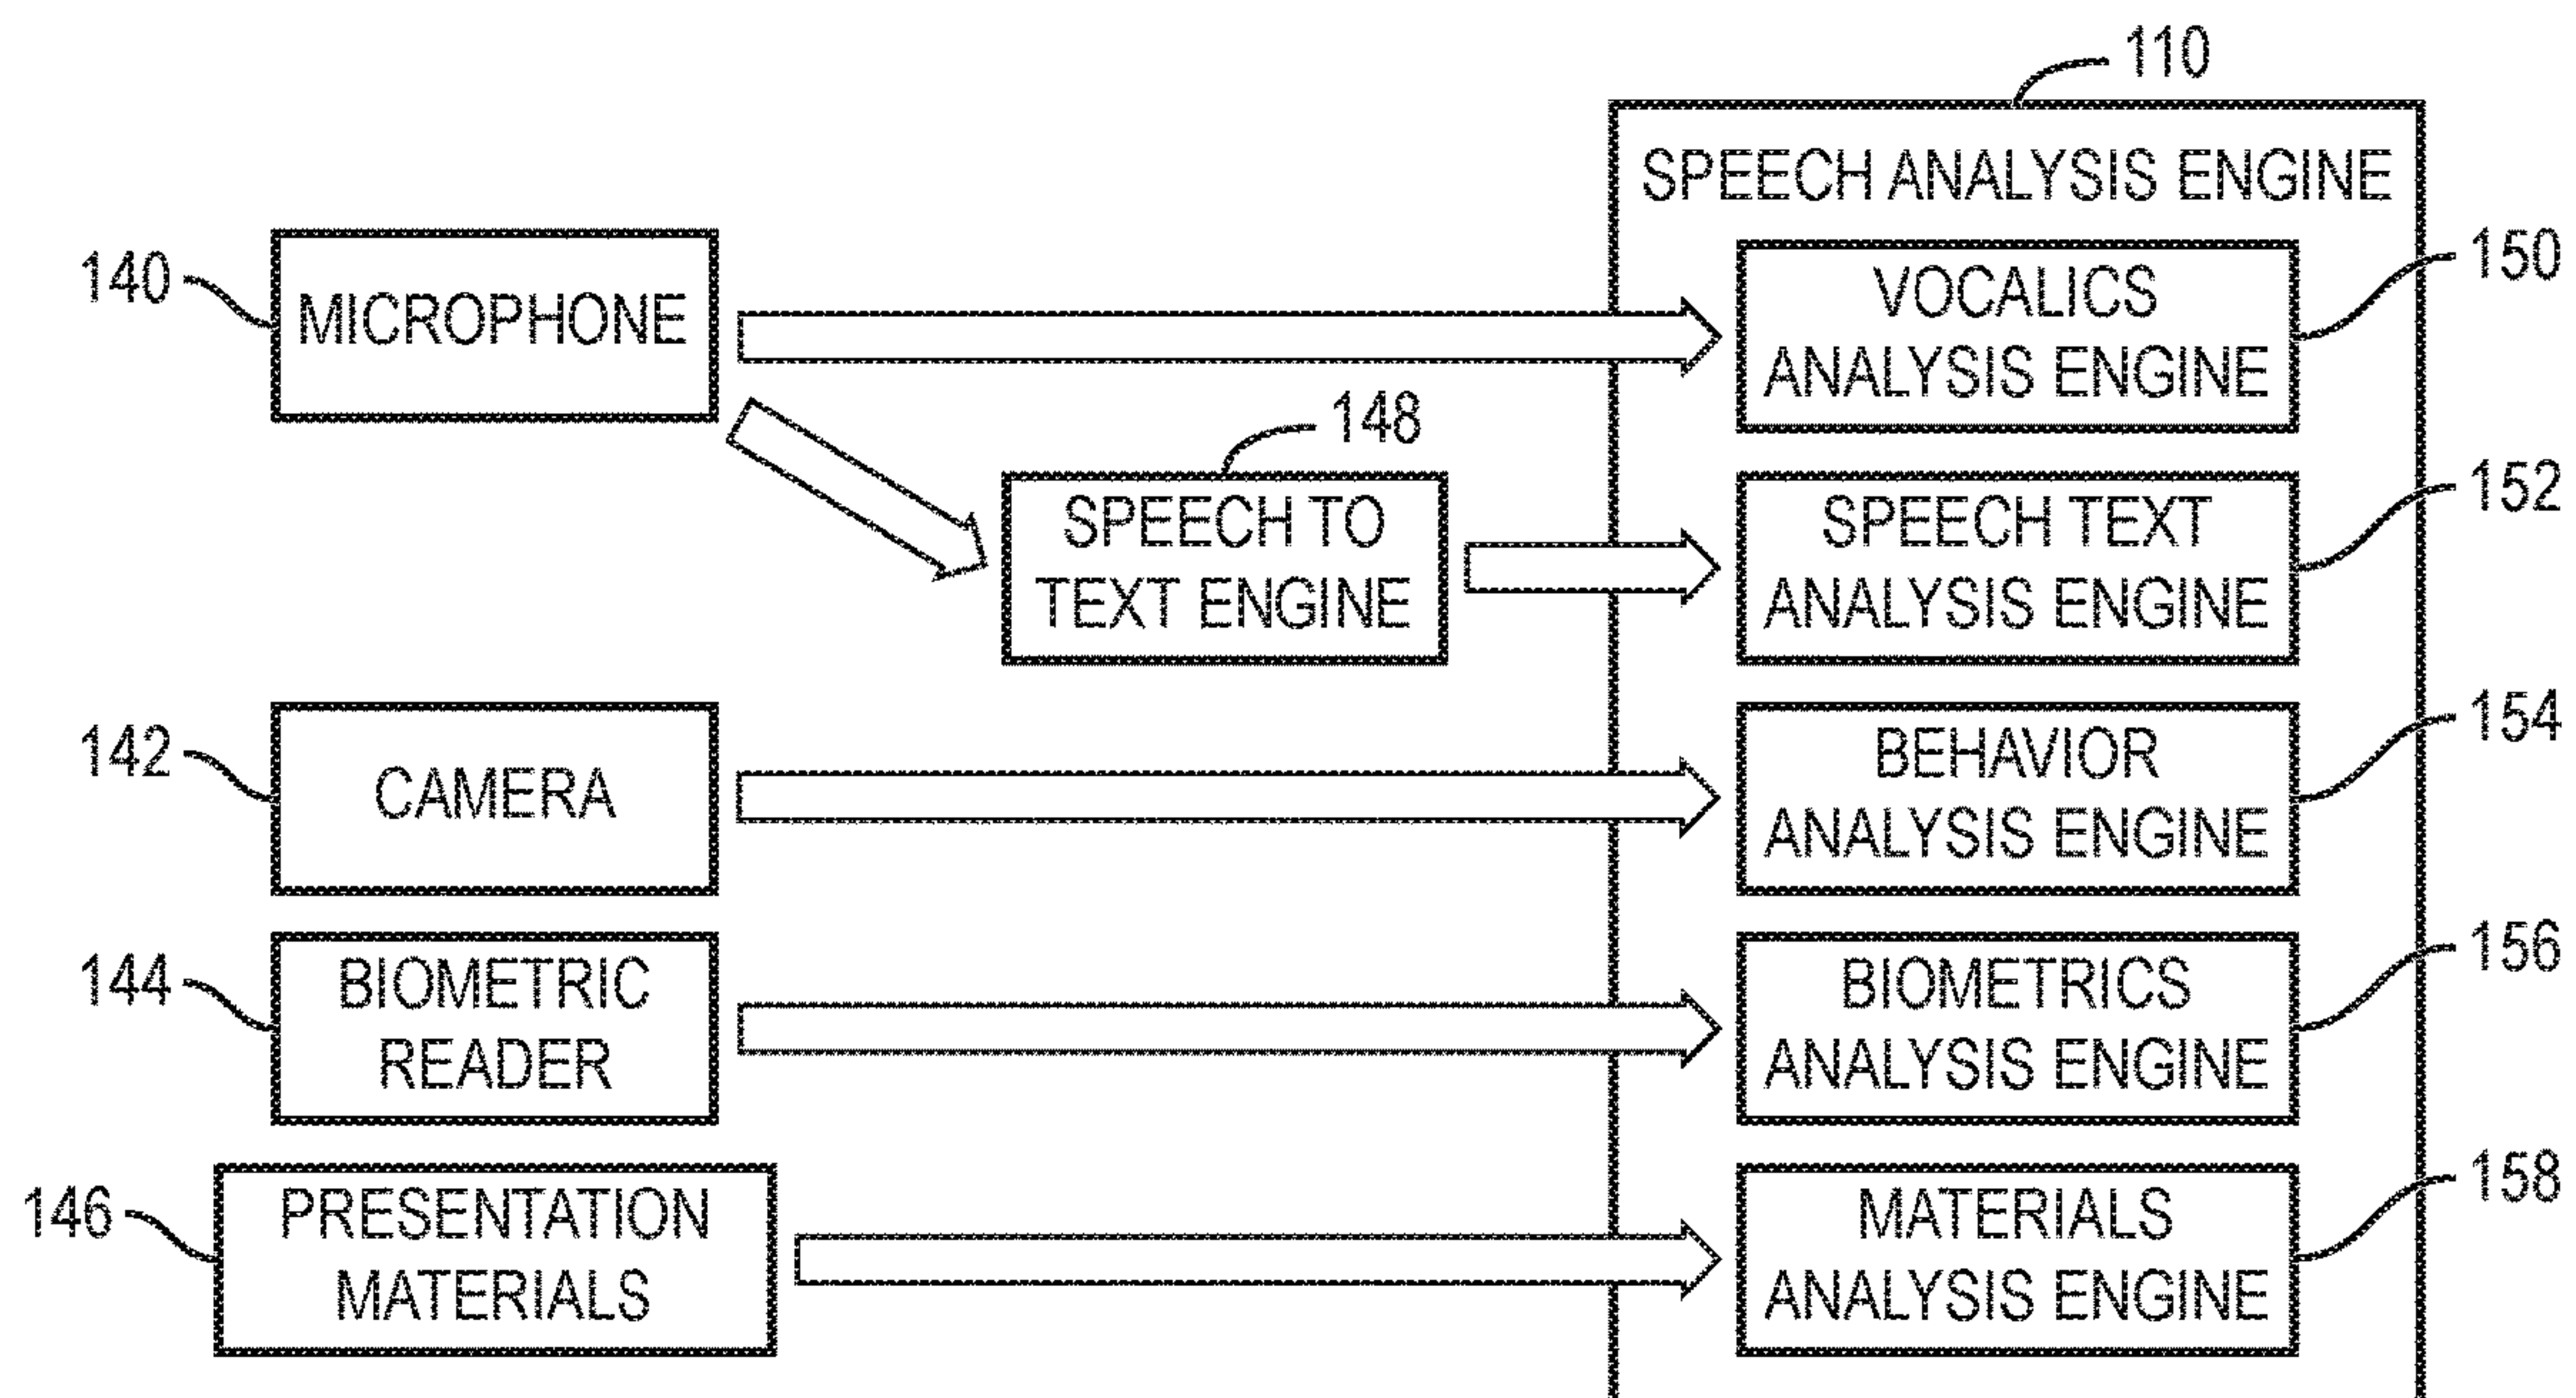 110
SPEECH ANALYSIS ENGINE
140
MICROPHONE
VOCALICS
ANALYSIS ENGINE
150
148
SPEECH TO
TEXT ENGINE
SPEECH TEXT
ANALYSIS ENGINE
152
142
CAMERA
BEHAVIOR
ANALYSIS ENGINE
154
144
BIOMETRIC
READER
BIOMETRICS
ANALYSIS ENGINE
156
146
PRESENTATION
MATERIALS
MATERIALS
ANALYSIS ENGINE
158